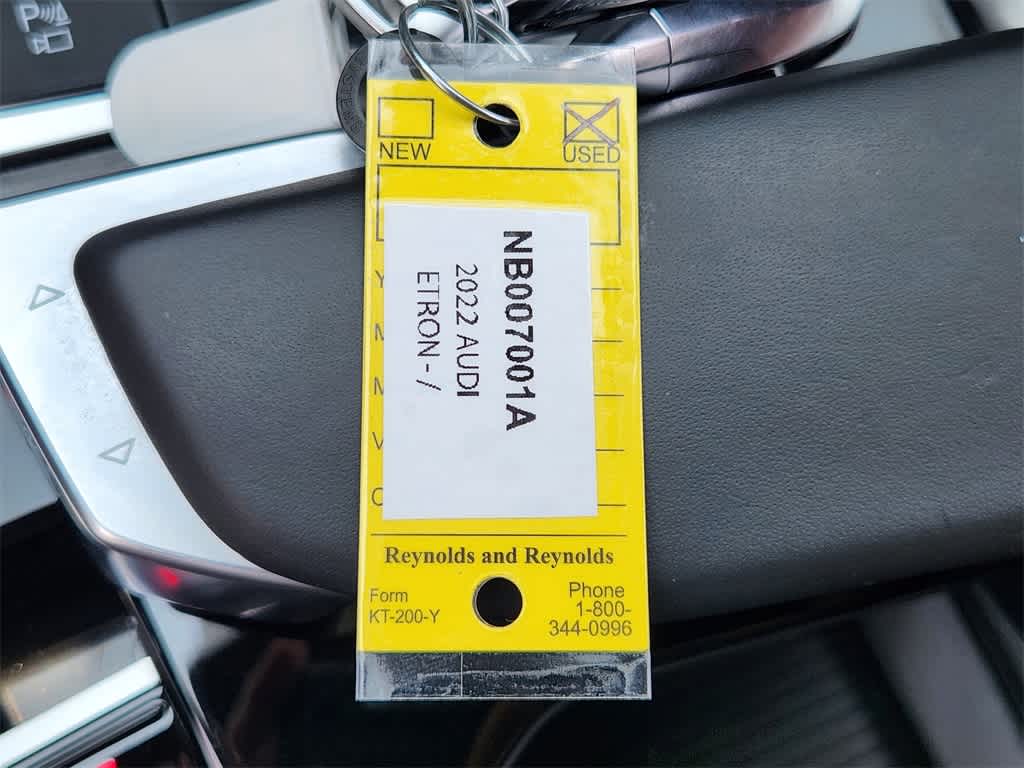 P
NEW
USED
NB007001A
2022 AUDI
ETRON - /
Y
N
M
V
C
Reynolds and Reynolds
Form
KT-200-Y
Phone
1-800-
344-0996